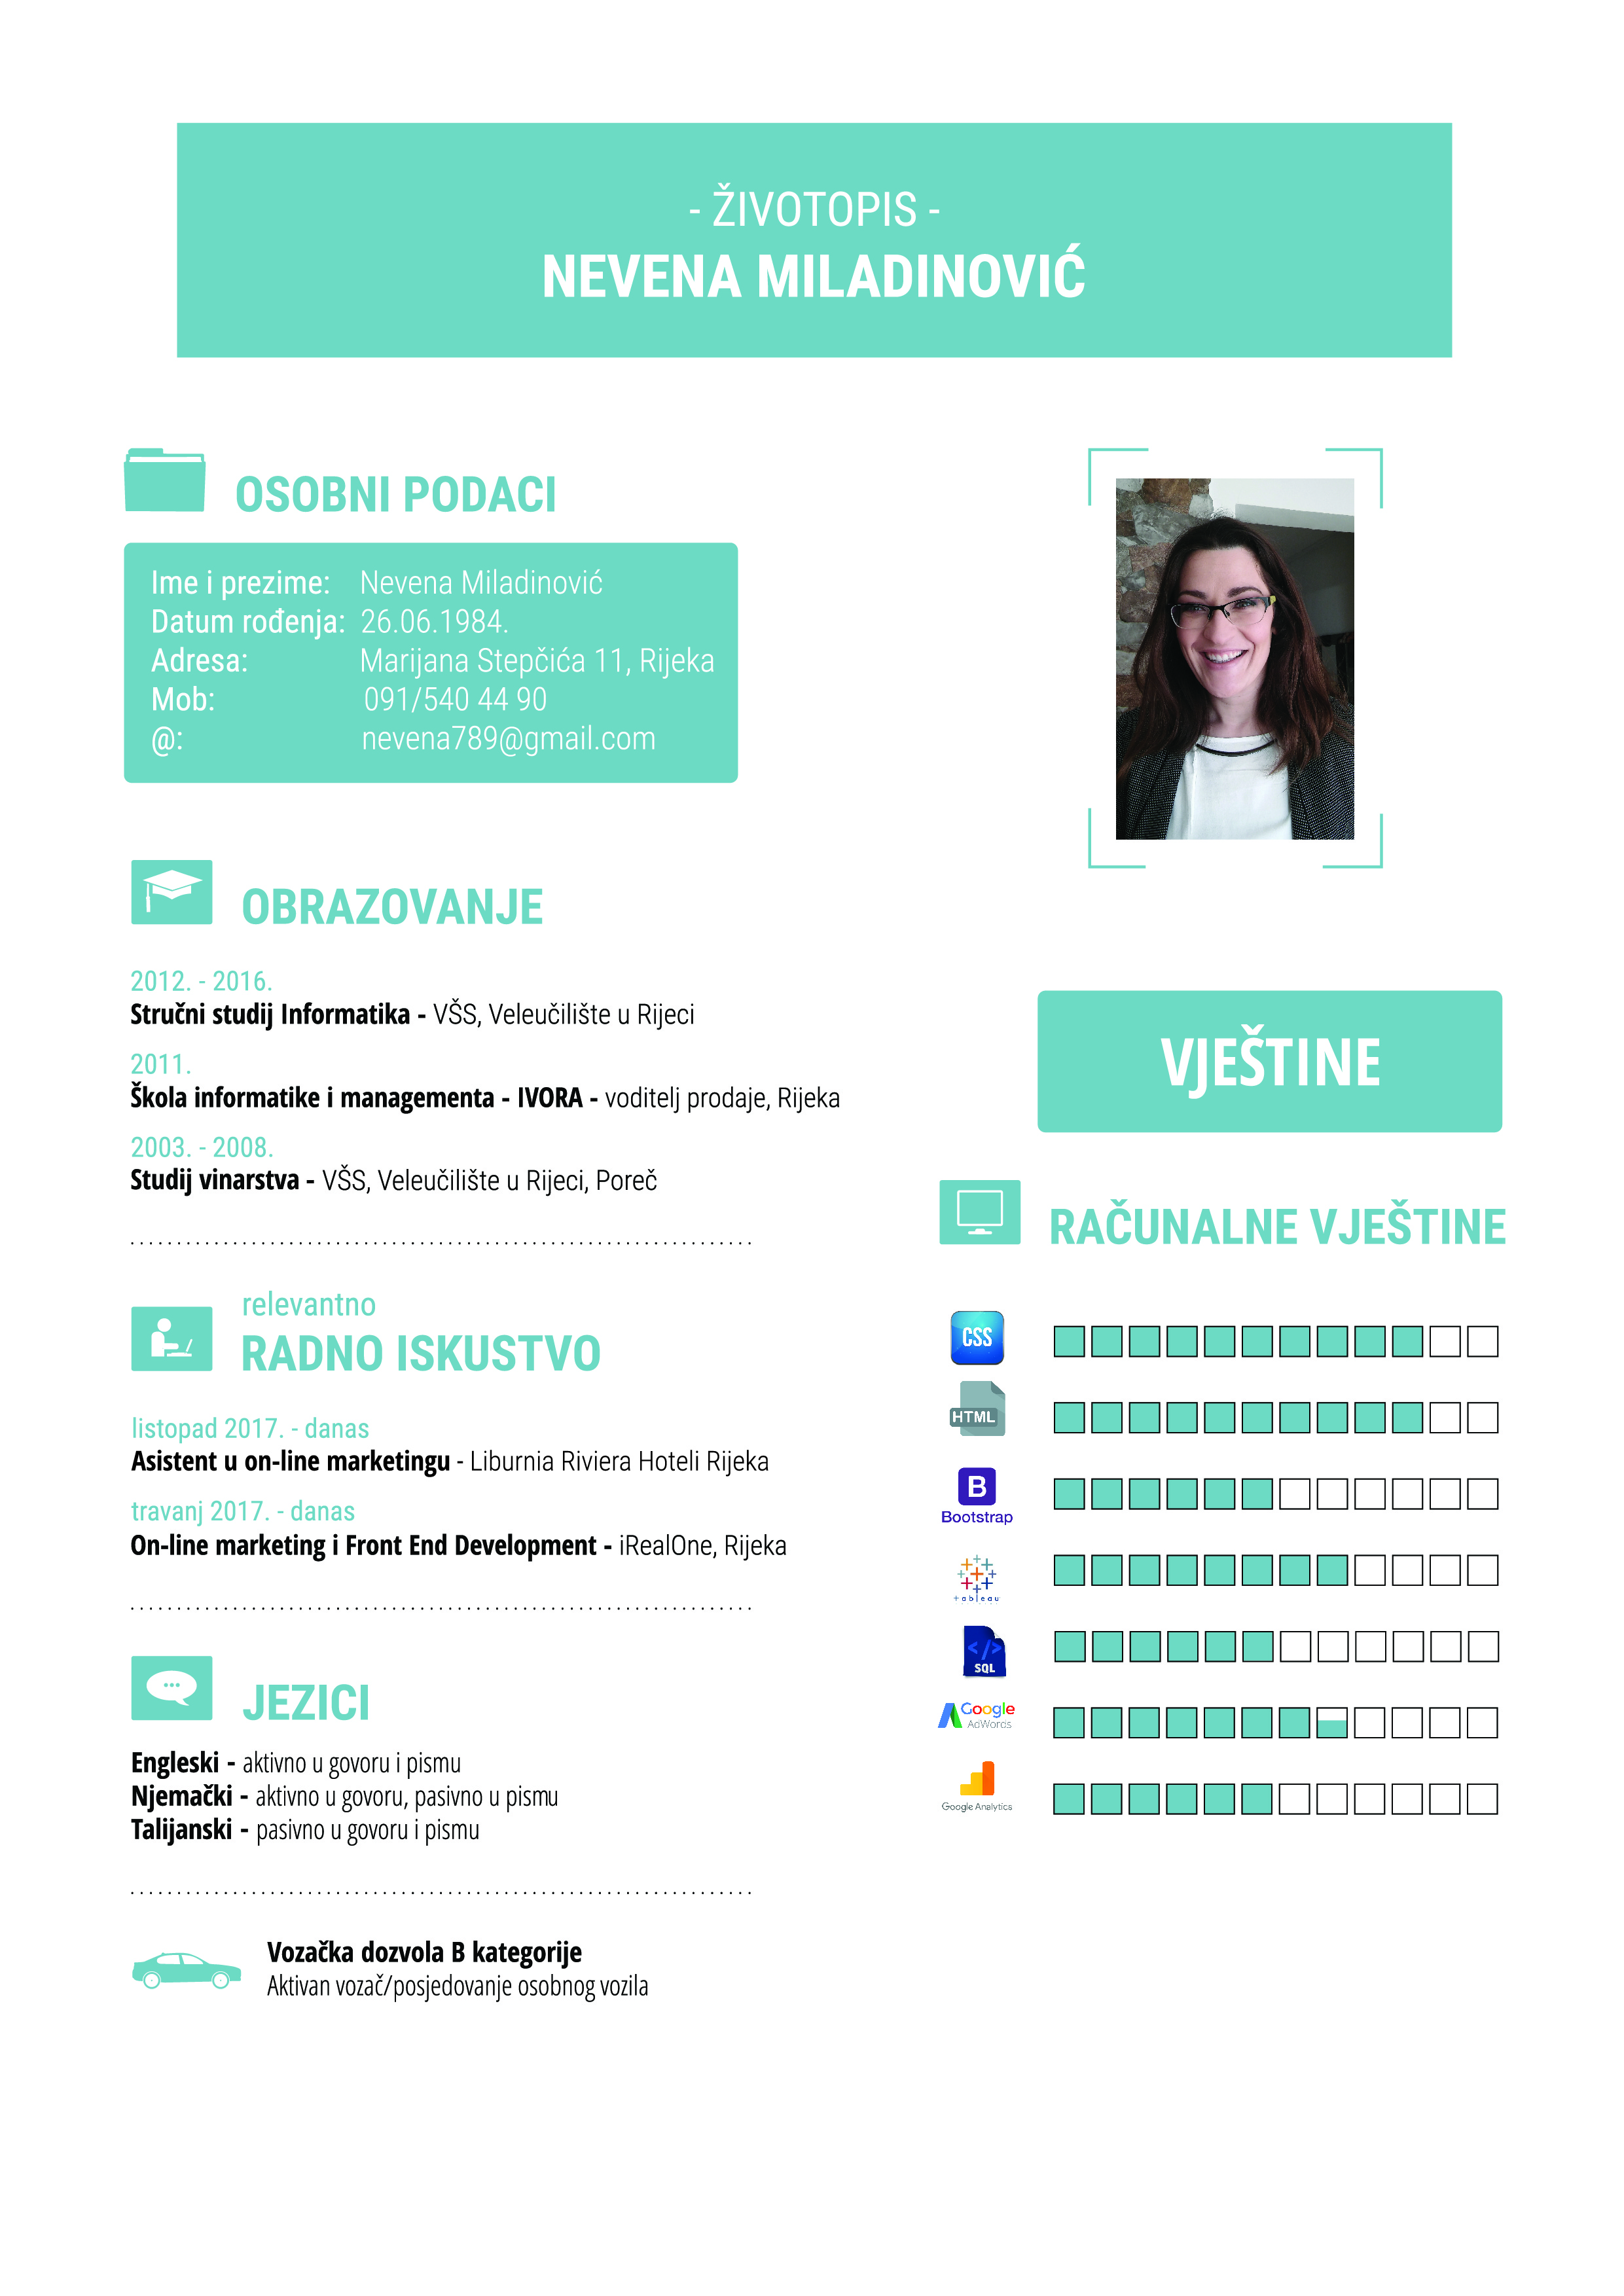 - ŽIVOTOPIS -
NEVENA MILADINOVIĆ
OSOBNI PODACI
Ime i prezime: Nevena Miladinović
Datum rođenja: 26.06.1984.
Adresa: Marijana Stepčića 11, Rijeka
Mob: 091/540 44 90
@: nevena789@gmail.com
OBRAZOVANJE
2012. - 2016.
Stručni studij Informatika - VŠS, Veleučilište u Rijeci
2011.
Škola informatike i managementa - IVORA - voditelj prodaje, Rijeka
2003. - 2008.
Studij vinarstva - VŠS, Veleučilište u Rijeci, Poreč
relevantno
RADNO ISKUSTVO
listopad 2017. - danas
Asistent u on-line marketingu - Liburnia Riviera Hoteli Rijeka
travanj 2017. - danas
On-line marketing i Front End Development - iRealOne, Rijeka
JEZICI
Engleski - aktivno u govoru i pismu
Njemački - aktivno u govoru, pasivno u pismu
Talijanski - pasivno u govoru i pismu
Vozačka dozvola B kategorije
Aktivan vozač/posjedovanje osobnog vozila
VJEŠTINE
RAČUNALNE VJEŠTINE
CSS
HTML
B
Bootstrap
+ableau
</>
SQL
Google
AdWords
Google Analytics